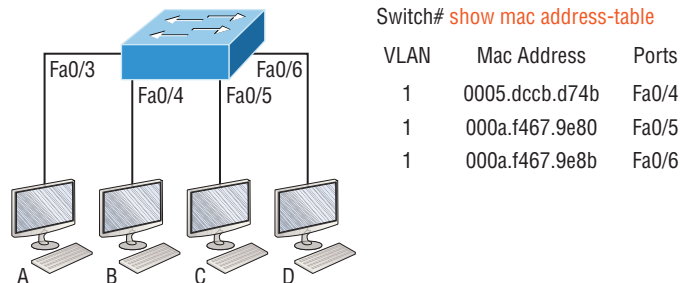 Switch# show mac address-table
VLAN Mac Address Ports
1 0005.dccb.d74b Fa0/4
1 000a.f467.9e80 Fa0/5
1 000a.f467.9e8b Fa0/6
Fa0/3 Fa0/6
Fa0/4 Fa0/5
A B C D